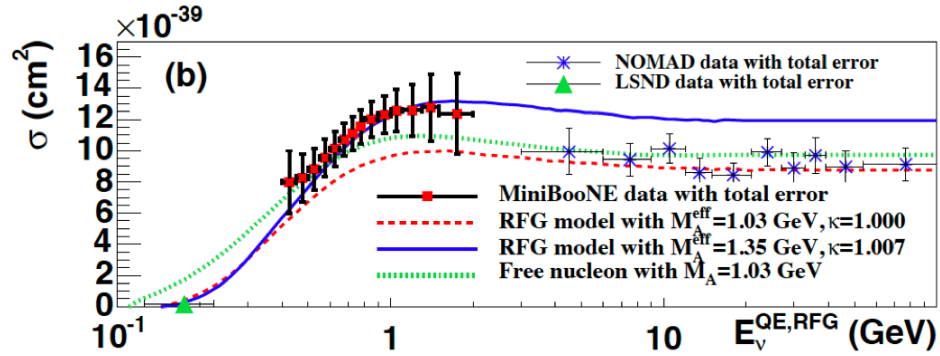 ×10⁻³⁹
σ (cm²)
16
14
12
10
8
6
4
2
0
(b)
NOMAD data with total error
LSND data with total error
MiniBooNE data with total error
RFG model with M_A^eff=1.03 GeV,κ=1.000
RFG model with M_A^eff=1.35 GeV,κ=1.007
Free nucleon with M_A=1.03 GeV
10⁻¹ 1 10 E_ν^QE,RFG (GeV)